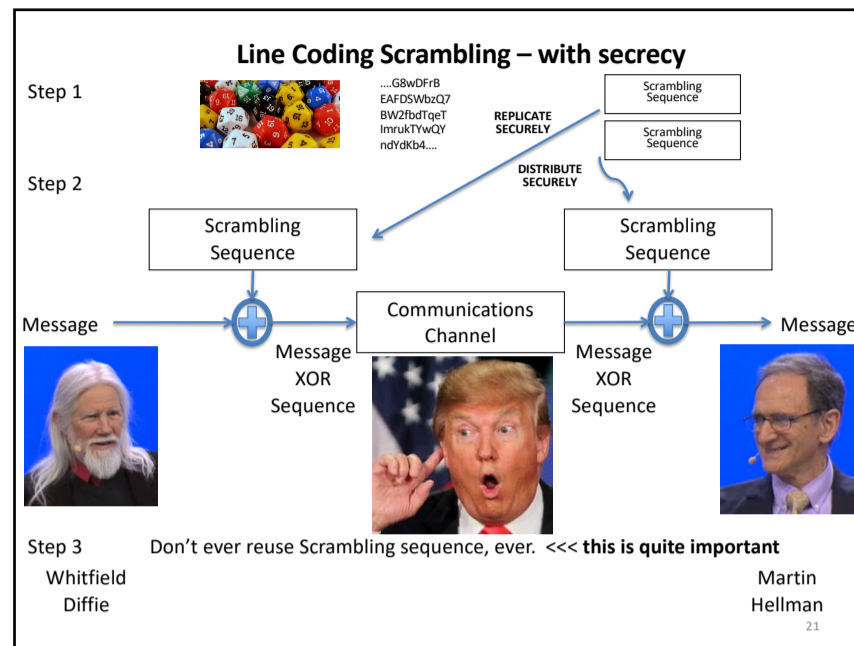 Line Coding Scrambling – with secrecy
Step 1
....G8wDFrB
EAFDSWbzQ7
BW2fbdTqeT
ImrukTYwQY
ndYdKb4....
REPLICATE
SECURELY
Scrambling
Sequence
Scrambling
Sequence
DISTRIBUTE
SECURELY
Step 2
Scrambling
Sequence
Scrambling
Sequence
Message
Communications
Channel
Message
Message
XOR
Sequence
Message
XOR
Sequence
Step 3
Don't ever reuse Scrambling sequence, ever. <<< this is quite important
Whitfield
Diffie
Martin
Hellman
21